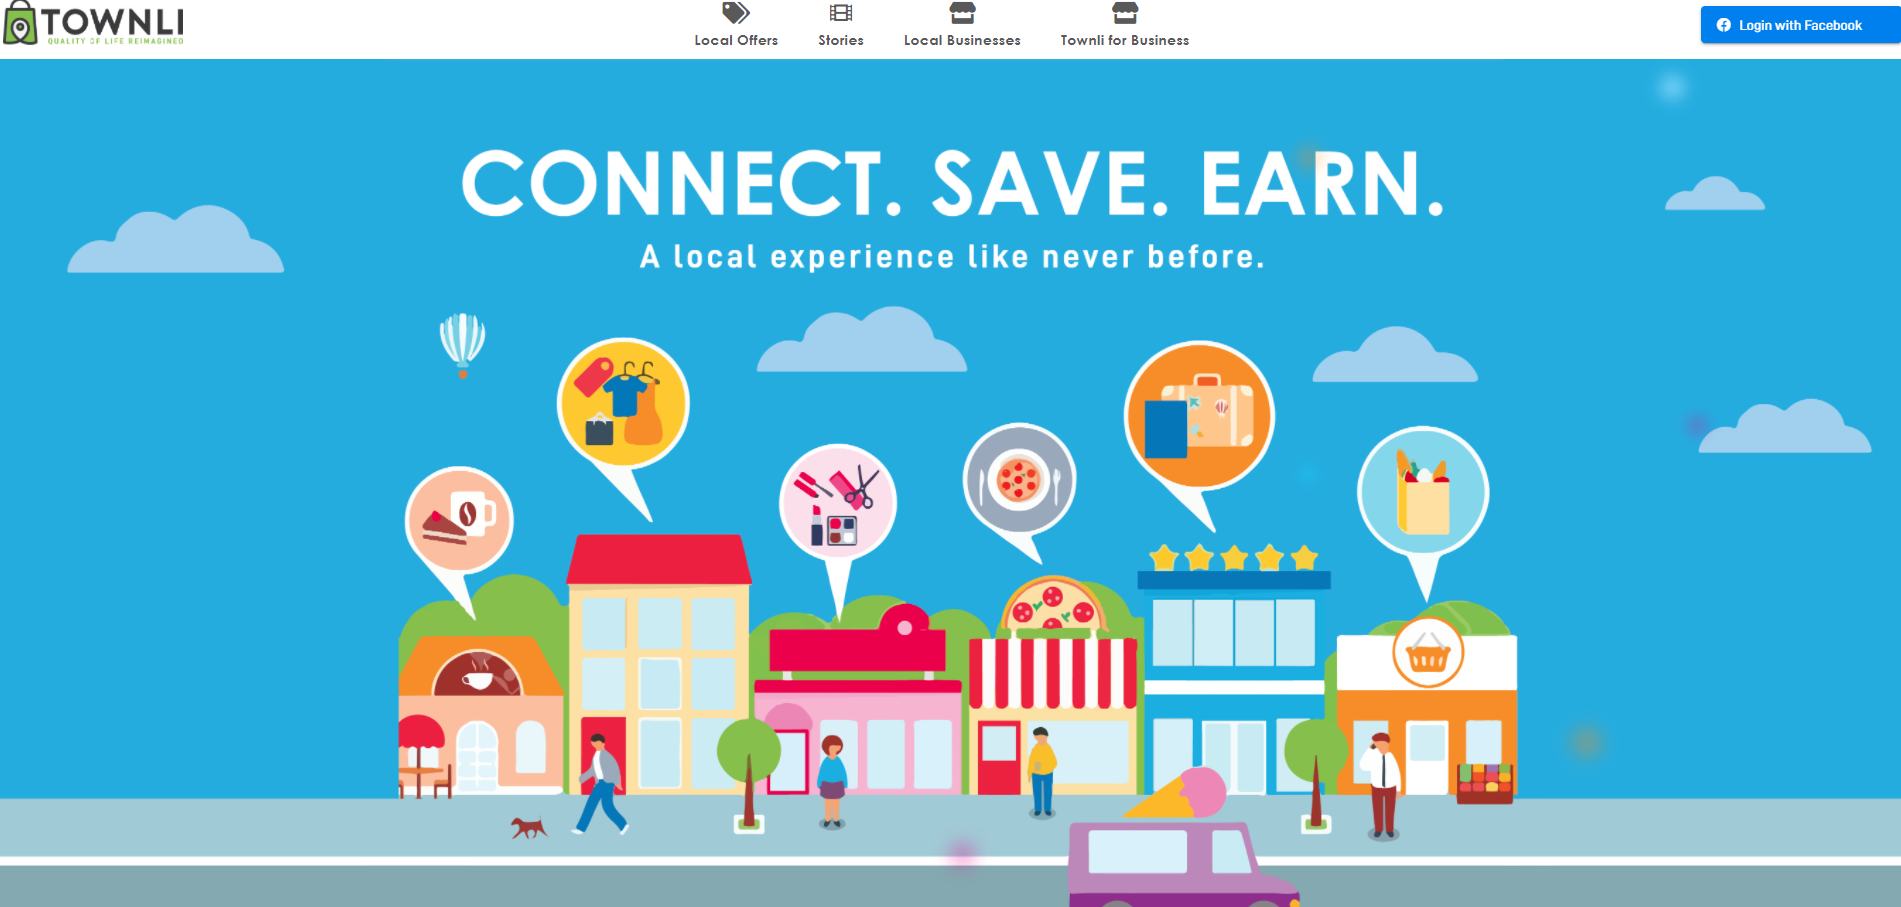 TOWNLI
QUALITY OF LIFE REIMAGINED
Local Offers
Stories
Local Businesses
Townli for Business
Login with Facebook
CONNECT. SAVE. EARN.
A local experience like never before.